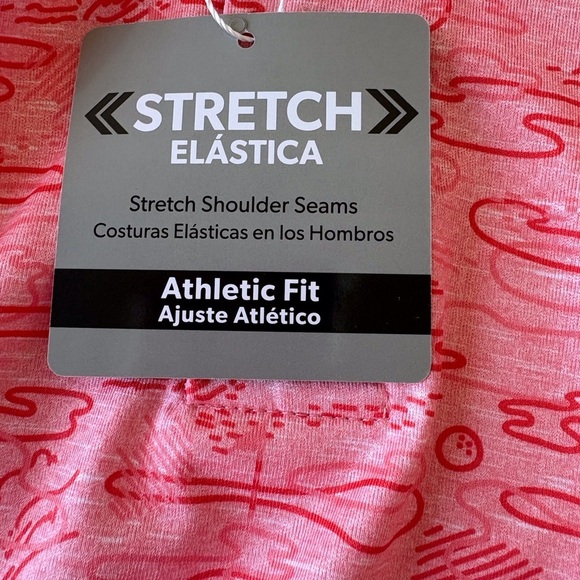 STRETCH
ELÁSTICA
Stretch Shoulder Seams
Costuras Elásticas en los Hombros
Athletic Fit
Ajuste Atlético